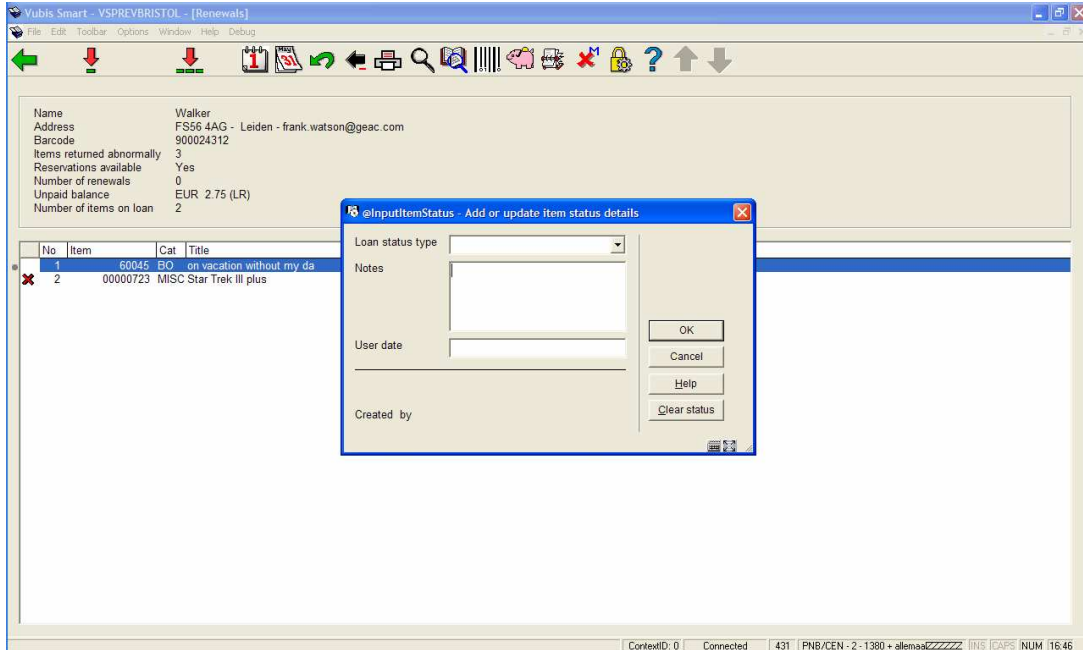 Vubis Smart - VSPREVBRISTOL - [Renewals]
File Edit Toolbar Options Window Help Debug
1 May 31 M ?
Name Walker
Address FS56 4AG - Leiden - frank.watson@geac.com
Barcode 900024312
Items returned abnormally 3
Reservations available Yes
Number of renewals 0
Unpaid balance EUR 2.75 (LR)
Number of items on loan 2
@InputItemStatus - Add or update item status details
Loan status type
Notes
User date
Created by
OK
Cancel
Help
Clear status
No Item Cat Title
1 60045 BO on vacation without my da
2 00000723 MISC Star Trek III plus
ContextID: 0 Connected 431 PNB/CEN - 2 - 1380 + allemaalZZZZZZ INS CAPS NUM 16:46